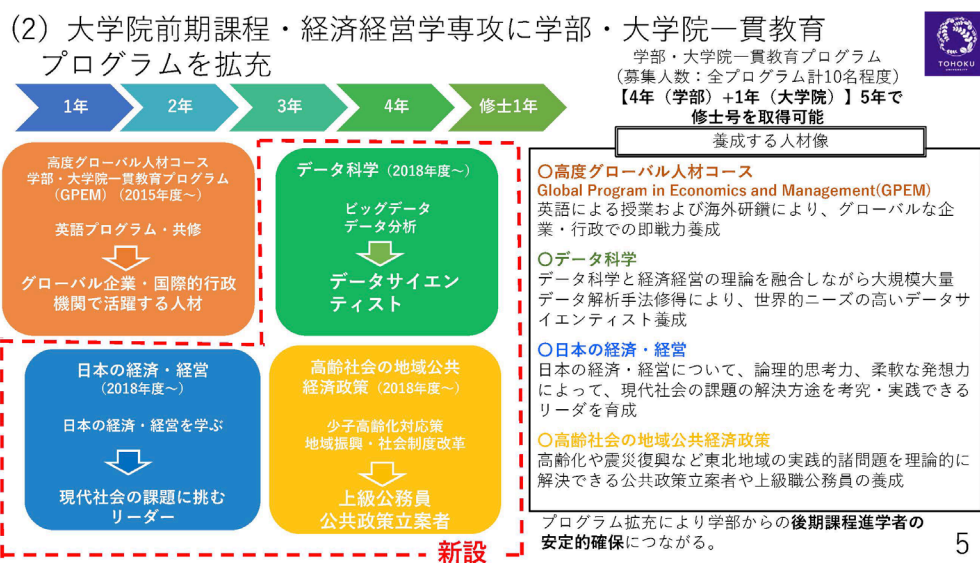 (2) 大学院前期課程・経済経営学専攻に学部・大学院一貫教育
プログラムを拡充
学部・大学院一貫教育プログラム
(募集人数：全プログラム計10名程度)
【4年（学部）+1年（大学院）】5年で
修士号を取得可能
TOHOKU
1年
2年
3年
4年
修士1年
高度グローバル人材コース
学部・大学院一貫教育プログラム
(GPEM)（2015年度～）
英語プログラム・共修
グローバル企業・国際的行政
機関で活躍する人材
データ科学（2018年度～）
ビッグデータ
データ分析
データサイエン
ティスト
日本の経済・経営
(2018年度～)
日本の経済・経営を学ぶ
現代社会の課題に挑む
リーダー
高齢社会の地域公共
経済政策（2018年度～）
少子高齢化対応策
地域振興・社会制度改革
上級公務員
公共政策立案者
新設
養成する人材像
〇高度グローバル人材コース
Global Program in Economics and Management(GPEM)
英語による授業および海外研鑽により、グローバルな企
業・行政での即戦力養成
〇データ科学
データ科学と経済経営の理論を融合しながら大規模大量
データ解析手法修得により、世界的ニーズの高いデータサ
イエンティスト養成
〇日本の経済・経営
日本の経済・経営について、論理的思考力、柔軟な発想力
によって、現代社会の課題の解決方途を考究・実践できる
リーダを育成
〇高齢社会の地域公共経済政策
高齢化や震災復興など東北地域の実践的諸問題を理論的に
解決できる公共政策立案者や上級職公務員の養成
プログラム拡充により学部からの後期課程進学者の
安定的確保につながる。
5